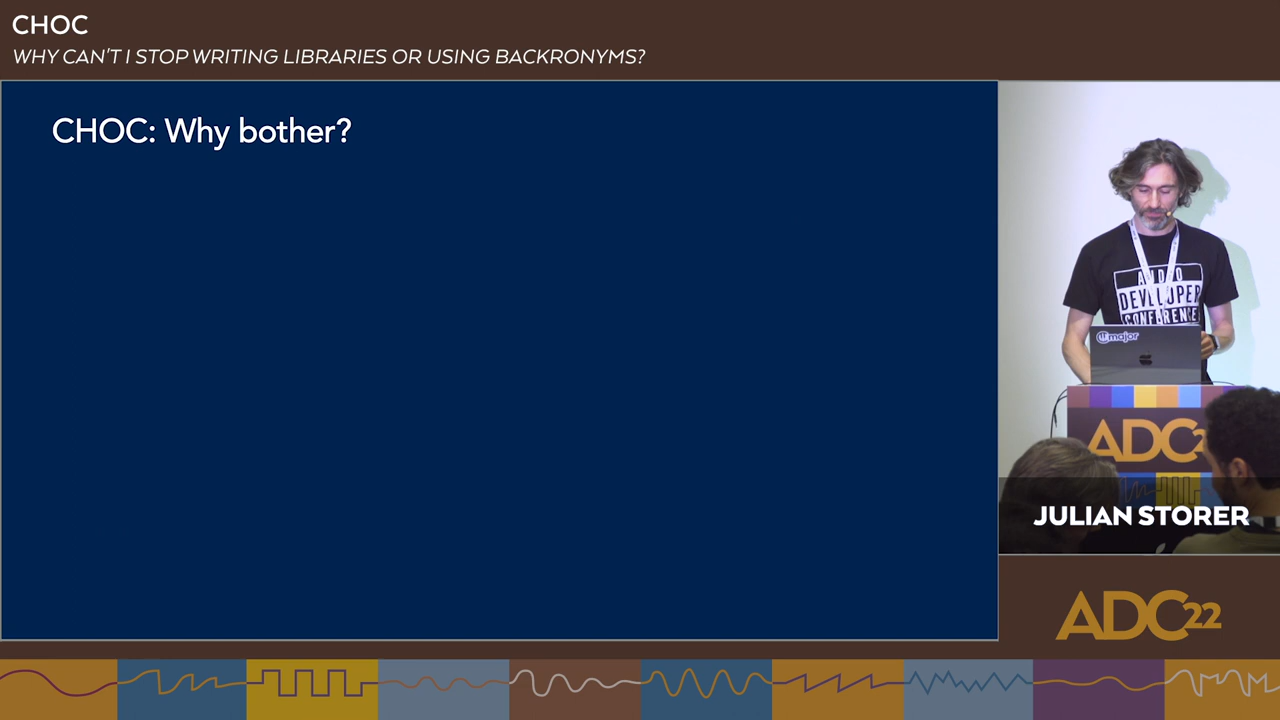 CHOC
WHY CAN'T I STOP WRITING LIBRARIES OR USING BACKRONYMS?
CHOC: Why bother?
AUDIO
DEVELOPER
CONFERENCE
major
ADC
JULIAN STORER
ADC22